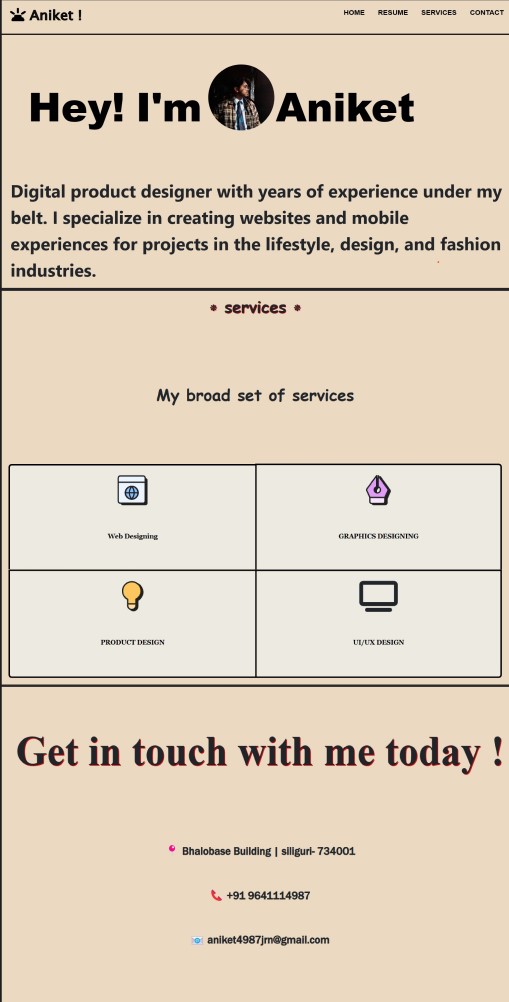 Aniket !
HOME RESUME SERVICES CONTACT
Hey! I'm Aniket
Digital product designer with years of experience under my
belt. I specialize in creating websites and mobile
experiences for projects in the lifestyle, design, and fashion
industries.
services
My broad set of services
Web Designing
GRAPHICS DESIGNING
PRODUCT DESIGN
UI/UX DESIGN
Get in touch with me today !
Bhalobase Building | siliguri- 734001
+91 9641114987
aniket4987jrn@gmail.com